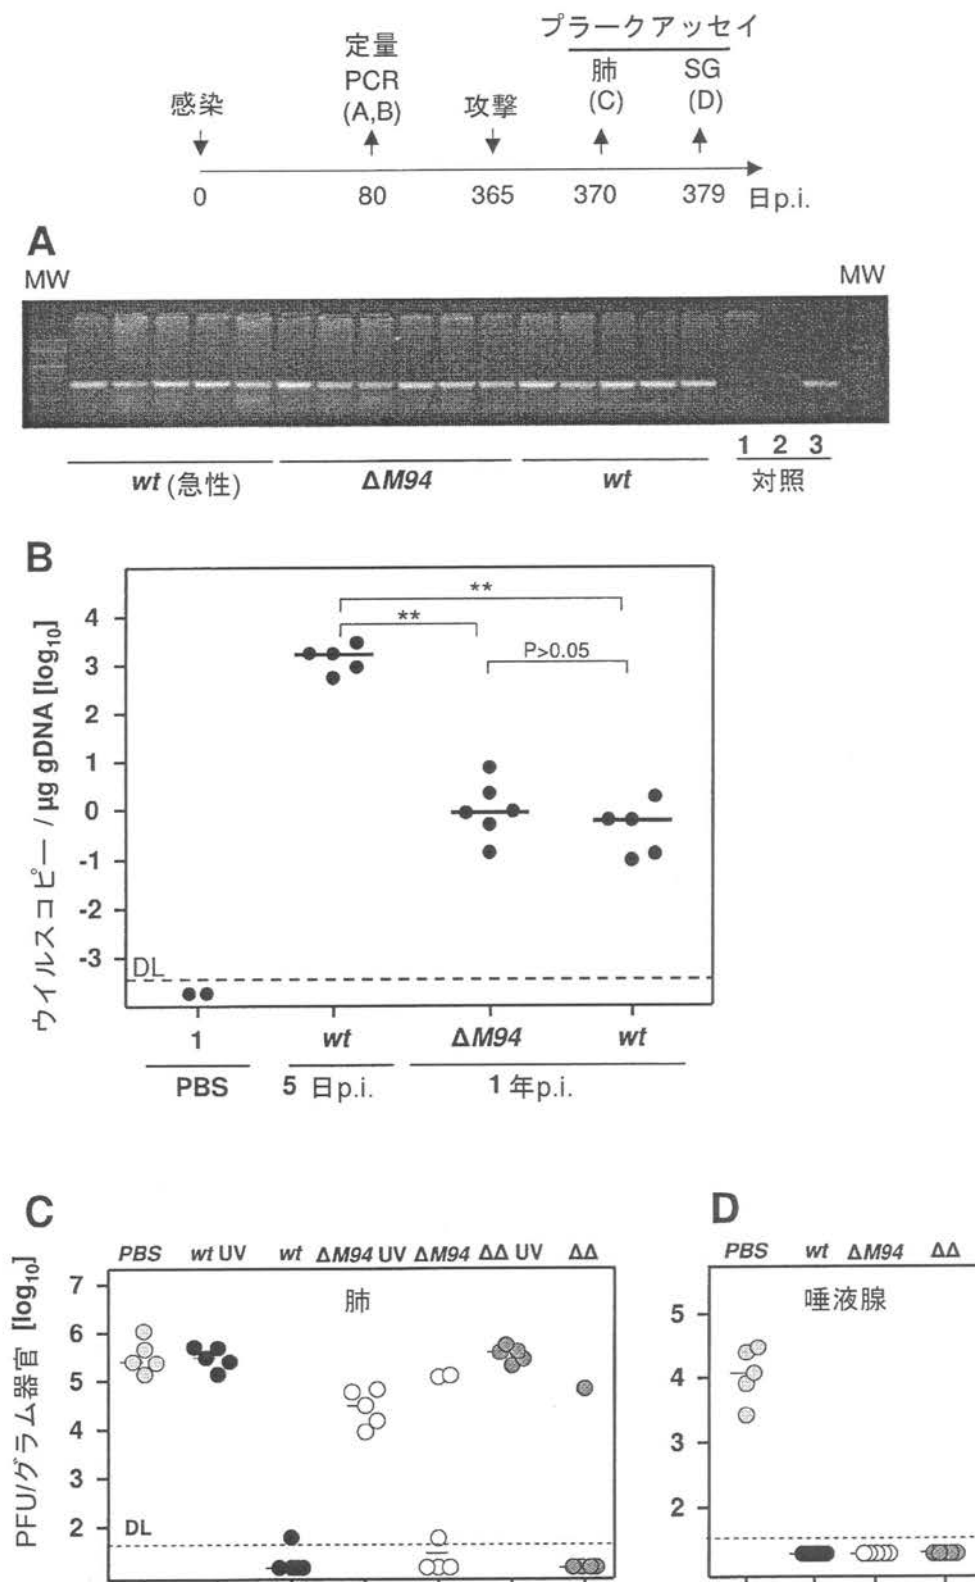 プラークアッセイ
定量
PCR
(A,B)
肺
(C)
SG
(D)
感染
攻撃
0 80 365 370 379 日p.i.
A
MW MW
1 2 3
wt (急性) ΔM94 wt 対照
B
ウイルスコピー / μg gDNA [log10]
4
3
2
1
0
-1
-2
-3
**
**
P>0.05
DL
1 wt ΔM94 wt
PBS 5 日p.i. 1 年p.i.
C
PFU/グラム器官 [log10]
PBS wt UV wt ΔM94 UV ΔM94 ΔΔ UV ΔΔ
肺
7
6
5
4
3
2
DL
D
PBS wt ΔM94 ΔΔ
唾液腺
5
4
3
2